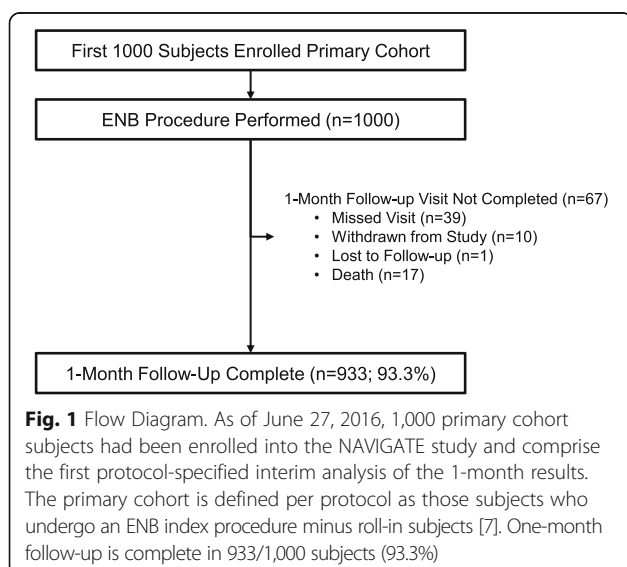 First 1000 Subjects Enrolled Primary Cohort
ENB Procedure Performed (n=1000)
1-Month Follow-up Visit Not Completed (n=67)
• Missed Visit (n=39)
• Withdrawn from Study (n=10)
• Lost to Follow-up (n=1)
• Death (n=17)
1-Month Follow-Up Complete (n=933; 93.3%)
Fig. 1 Flow Diagram. As of June 27, 2016, 1,000 primary cohort
subjects had been enrolled into the NAVIGATE study and comprise
the first protocol-specified interim analysis of the 1-month results.
The primary cohort is defined per protocol as those subjects who
undergo an ENB index procedure minus roll-in subjects [7]. One-month
follow-up is complete in 933/1,000 subjects (93.3%)